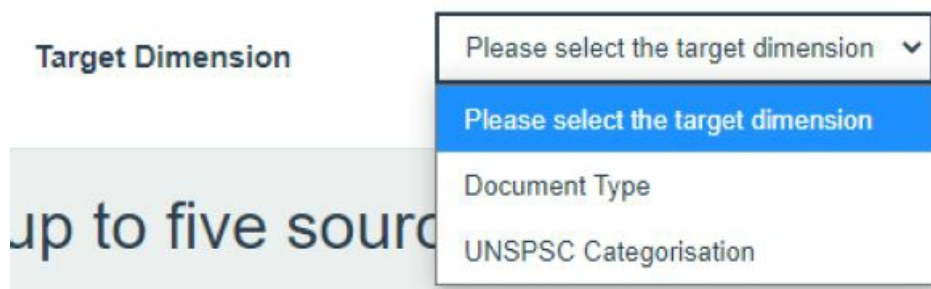 Target Dimension
Please select the target dimension
Please select the target dimension
Document Type
UNSPSC Categorisation
up to five